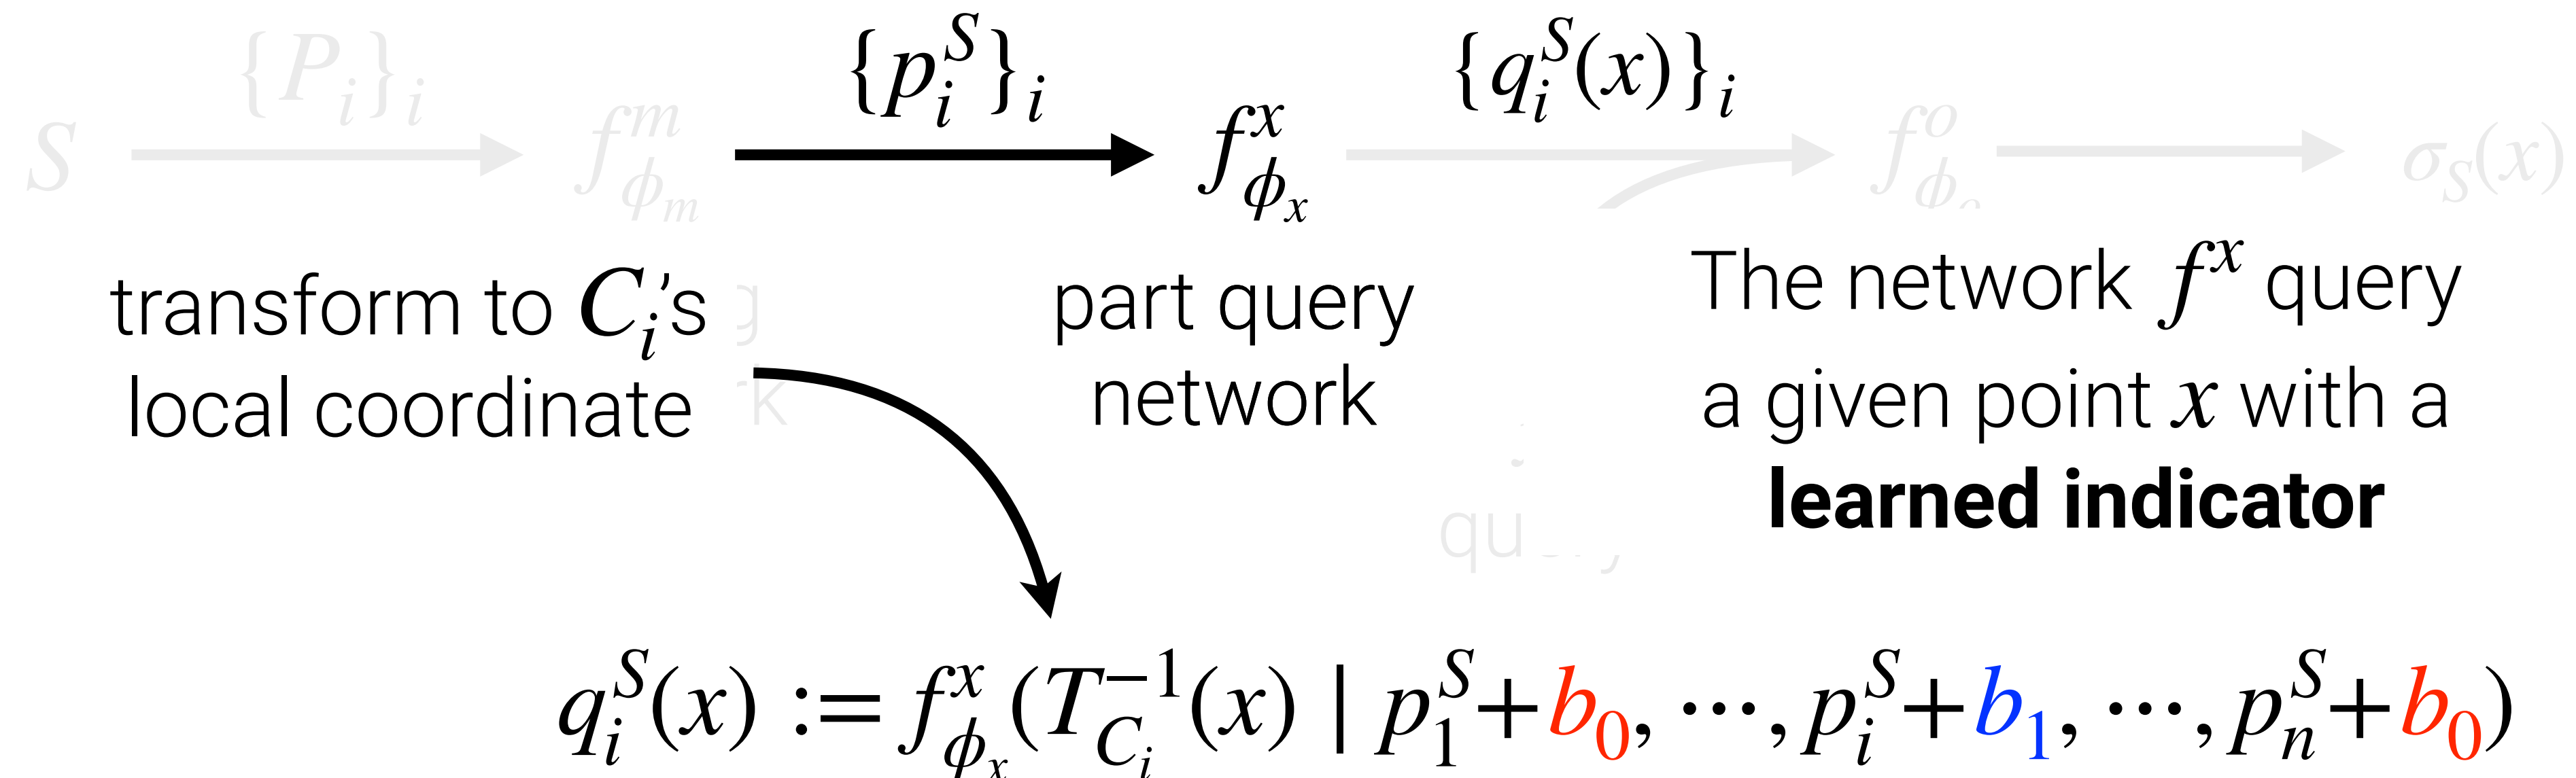 S {P_i}_i f^m_{ϕ_m} {p_i^S}_i f^x_{ϕ_x} {q_i^S(x)}_i f^o_ϕ σ_S(x)
transform to C_i's
local coordinate
part query
network
The network f^x query
a given point x with a
learned indicator
q_i^S(x) := f^x_{ϕ_x}(T^{-1}_{C_i}(x) | p_1^S+b_0, ⋯, p_i^S+b_1, ⋯, p_n^S+b_0)